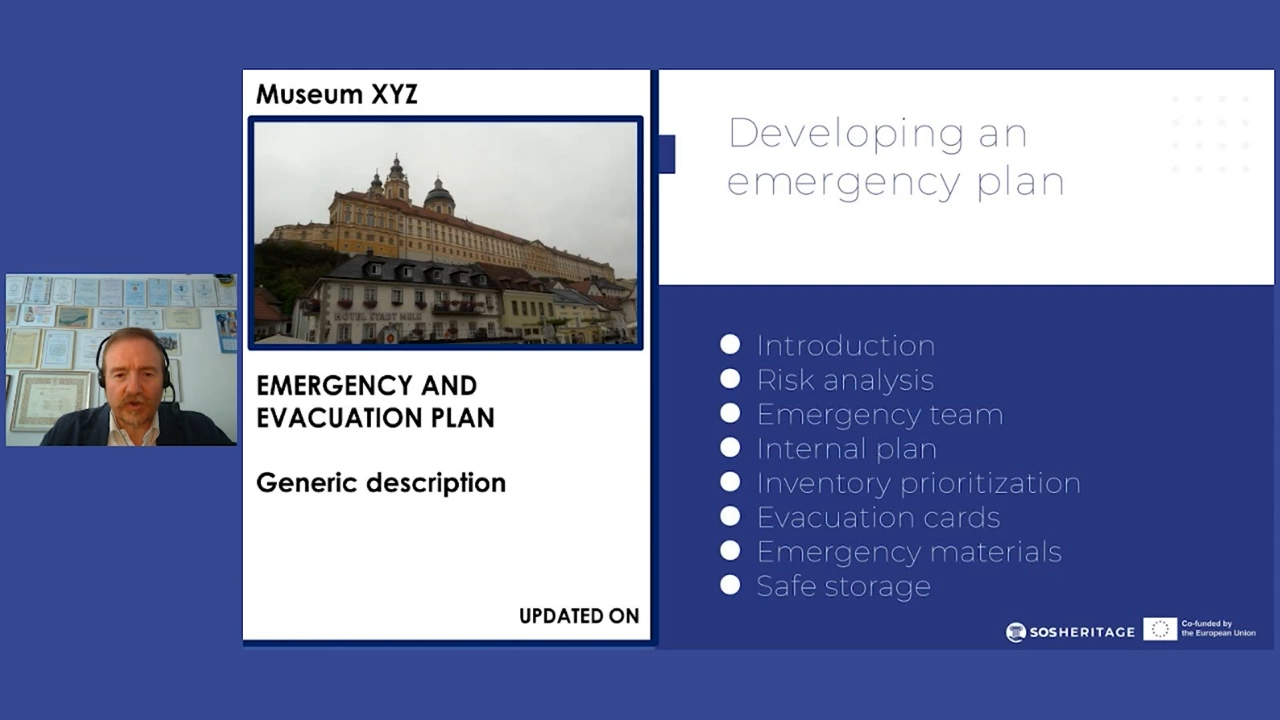 Museum XYZ
HOTEL STADT MELK
EMERGENCY AND
EVACUATION PLAN
Generic description
UPDATED ON
Developing an
emergency plan
Introduction
Risk analysis
Emergency team
Internal plan
Inventory prioritization
Evacuation cards
Emergency materials
Safe storage
SOSHERITAGE
Co-funded by
the European Union